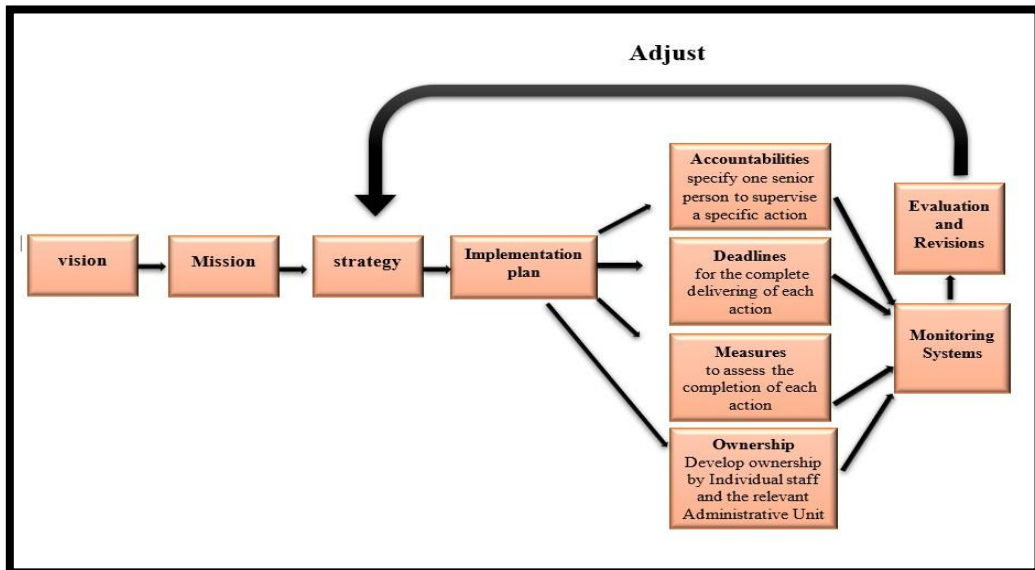 Adjust
vision
Mission
strategy
Implementation
plan
Accountabilities
specify one senior
person to supervise
a specific action
Deadlines
for the complete
delivering of each
action
Measures
to assess the
completion of each
action
Ownership
Develop ownership
by Individual staff
and the relevant
Administrative Unit
Evaluation
and
Revisions
Monitoring
Systems